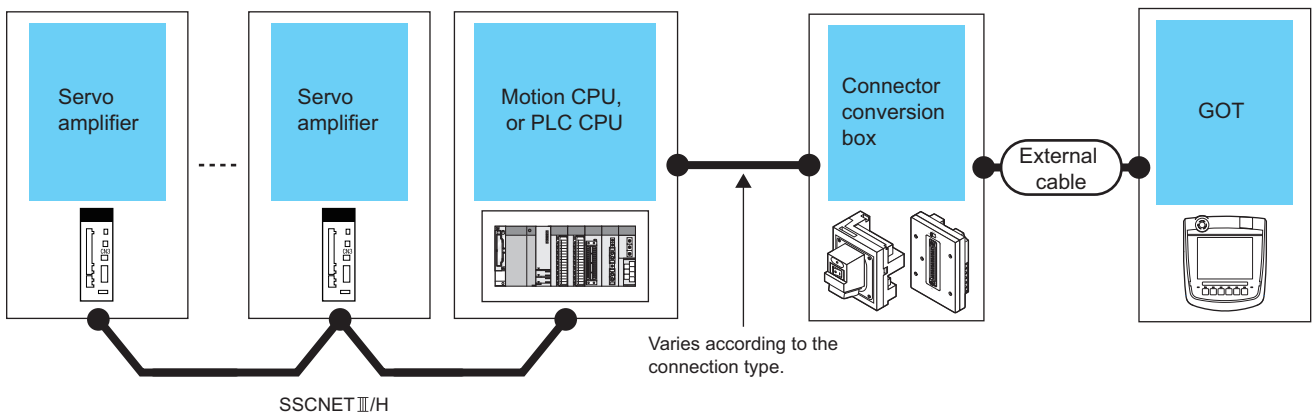 Servo
amplifier
Servo
amplifier
Motion CPU,
or PLC CPU
Connector
conversion
box
External
cable
GOT
Varies according to the
connection type.
SSCNETⅢ/H